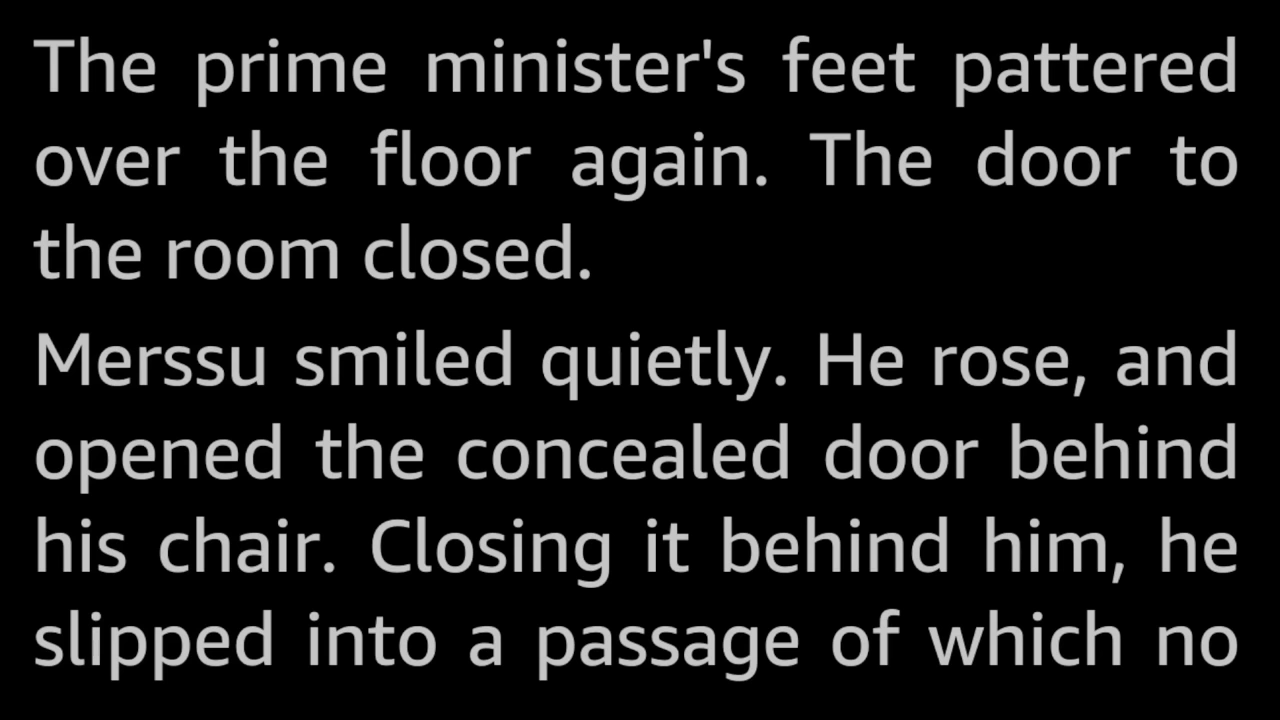 The prime minister's feet pattered
over the floor again. The door to
the room closed.
Merssu smiled quietly. He rose, and
opened the concealed door behind
his chair. Closing it behind him, he
slipped into a passage of which no